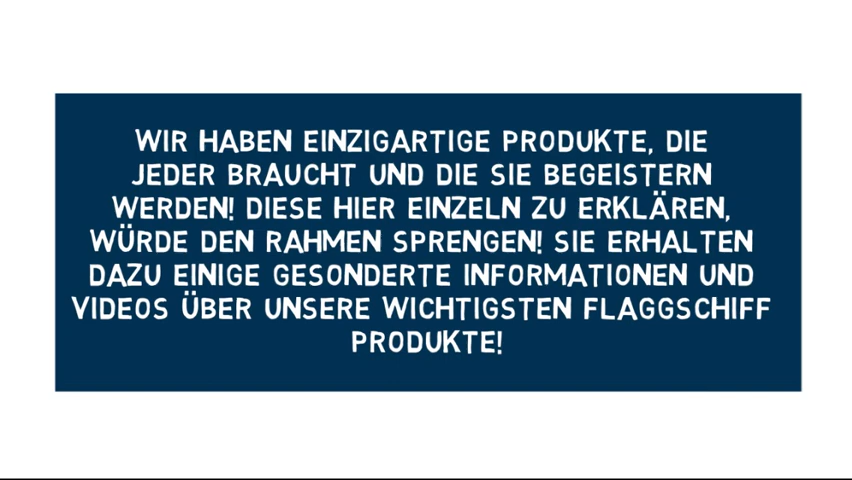 WIR HABEN EINZIGARTIGE PRODUKTE, DIE
JEDER BRAUCHT UND DIE SIE BEGEISTERN
WERDEN! DIESE HIER EINZELN ZU ERKLÄREN,
WÜRDE DEN RAHMEN SPRENGEN! SIE ERHALTEN
DAZU EINIGE GESONDERTE INFORMATIONEN UND
VIDEOS ÜBER UNSERE WICHTIGSTEN FLAGGSCHIFF
PRODUKTE!